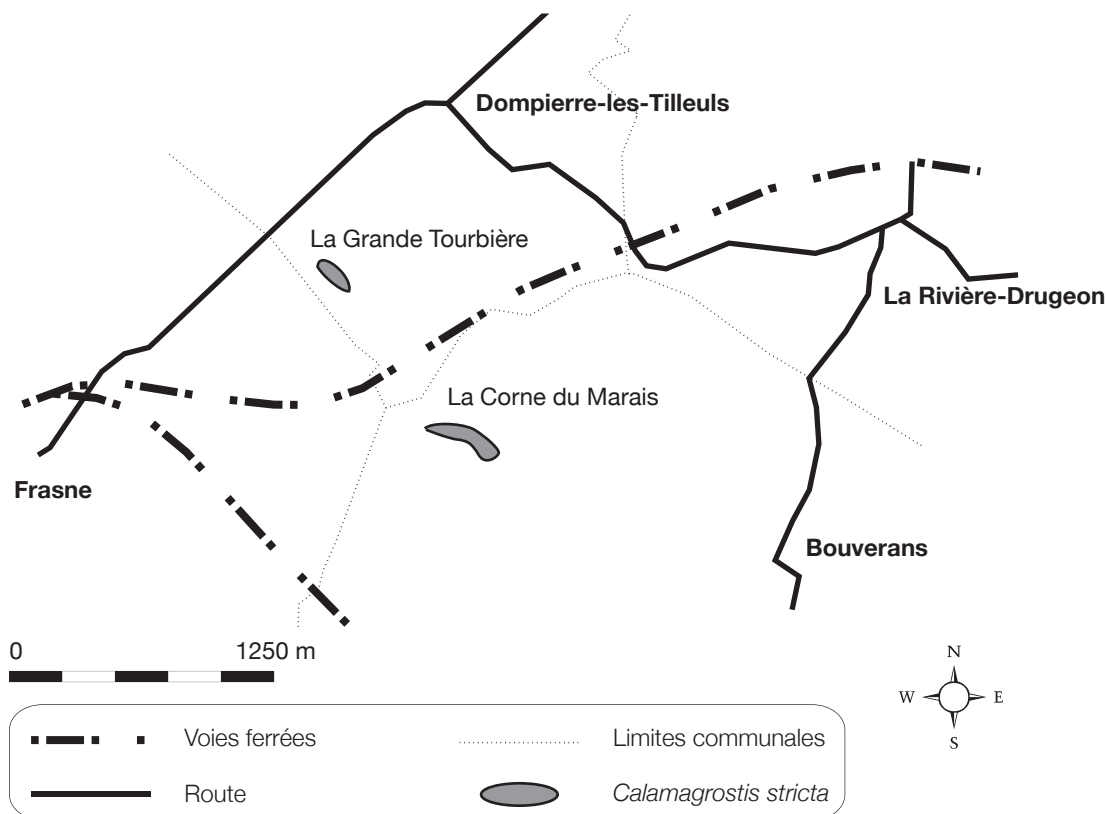 Dompierre-les-Tilleuls
La Grande Tourbière
La Rivière-Drugeon
La Corne du Marais
Frasne
Bouverans
0 1250 m
N
W E
S
Voies ferrées
Limites communales
Route
Calamagrostis stricta